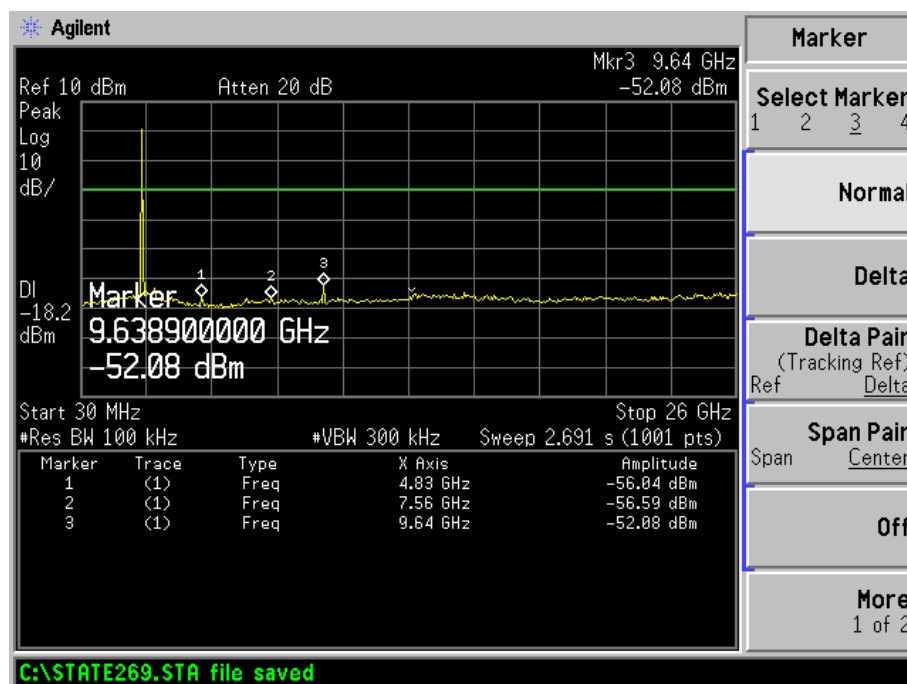 Agilent
Mkr3 9.64 GHz
Ref 10 dBm Atten 20 dB -52.08 dBm
Peak
Log
10
dB/
1 2 3
DI
-18.2
dBm
Marker
9.638900000 GHz
-52.08 dBm
Start 30 MHz Stop 26 GHz
#Res BW 100 kHz #VBW 300 kHz Sweep 2.691 s (1001 pts)
Marker Trace Type X Axis Amplitude
1 (1) Freq 4.83 GHz -56.04 dBm
2 (1) Freq 7.56 GHz -56.59 dBm
3 (1) Freq 9.64 GHz -52.08 dBm
C:\STATE269.STA file saved
Marker
Select Marker
1 2 3 4
Normal
Delta
Delta Pair
(Tracking Ref)
Ref Delta
Span Pair
Span Center
Off
More
1 of 2